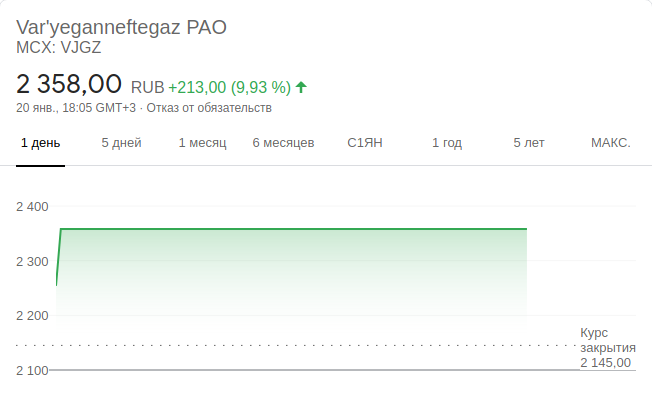 Var'yeganneftegaz PAO
MCX: VJGZ
2 358,00 RUB +213,00 (9,93 %)
20 янв., 18:05 GMT+3 · Отказ от обязательств
1 день 5 дней 1 месяц 6 месяцев С1ЯН 1 год 5 лет МАКС.
2 400
2 300
2 200
Курс
закрытия
2 145,00
2 100